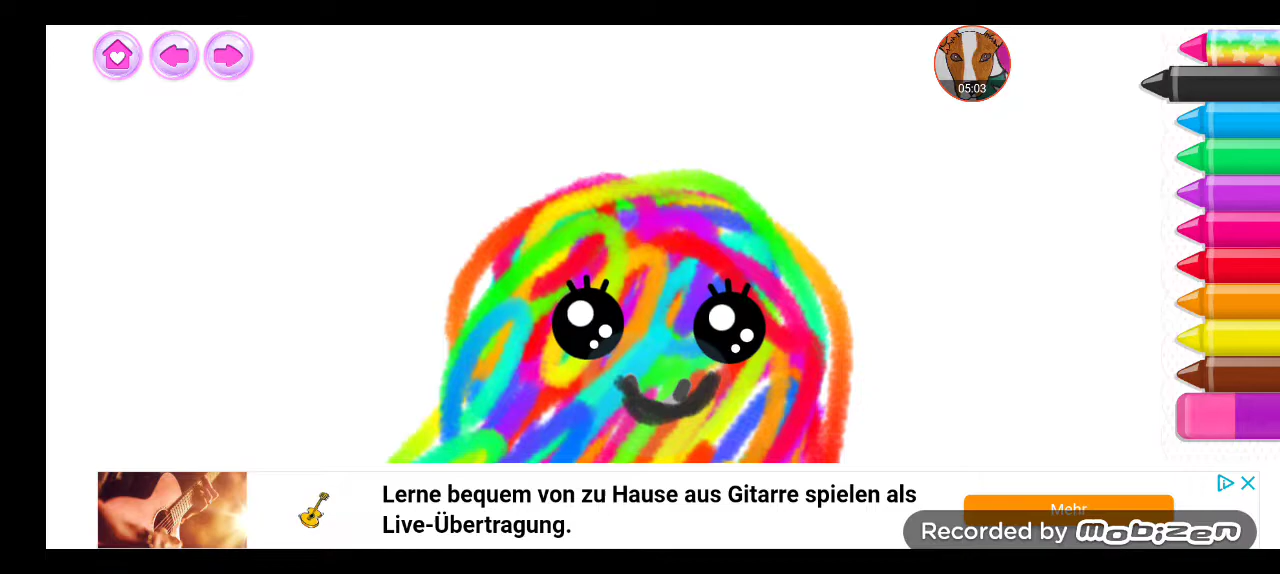 05:03
Lerne bequem von zu Hause aus Gitarre spielen als
Live-Übertragung.
Mehr
Recorded by mobizen